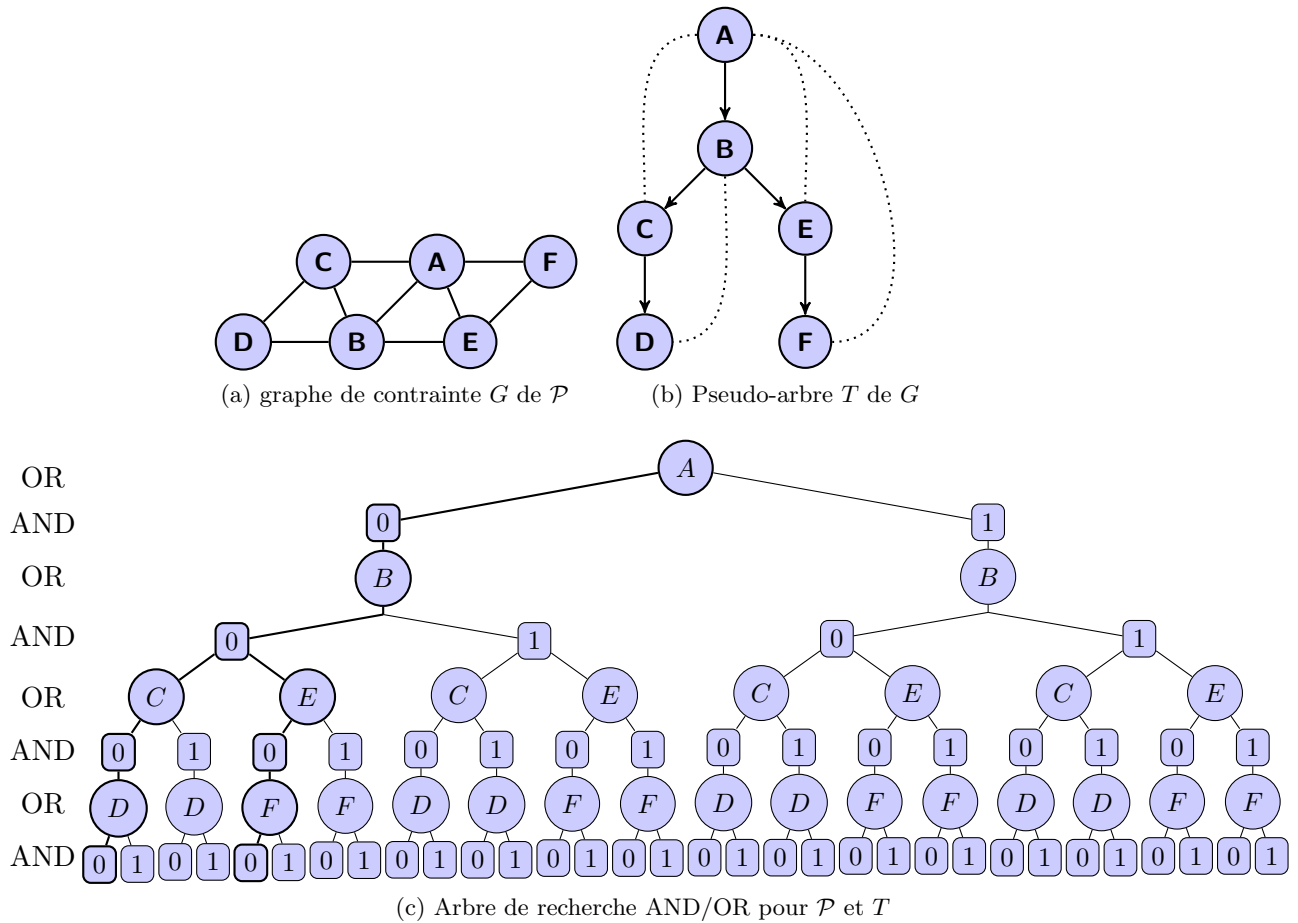 A
B
C E
D F
C A F
D B E
(a) graphe de contrainte G de P
(b) Pseudo-arbre T de G
OR A
AND 0 1
OR B B
AND 0 1 0 1
OR C E C E C E C E
AND 0 1 0 1 0 1 0 1 0 1 0 1 0 1 0 1
OR D D F F D D F F D D F F D D F F
AND 0 1 0 1 0 1 0 1 0 1 0 1 0 1 0 1 0 1 0 1 0 1 0 1 0 1 0 1 0 1 0 1
(c) Arbre de recherche AND/OR pour P et T